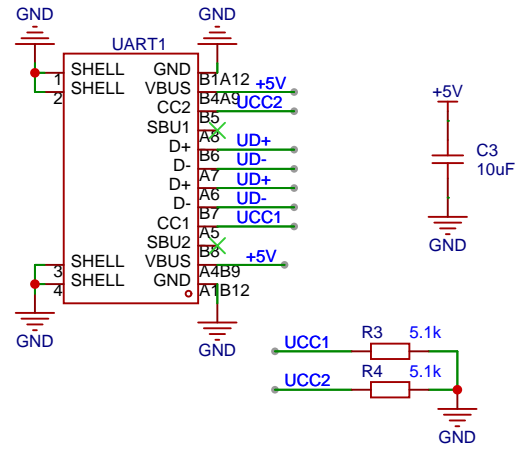 GND GND
UART1
SHELL GND
1 B1A12
SHELL VBUS +5V
2 B4A9
CC2 UCC2
B5
SBU1
A8
D+ UD+
B6
D- UD-
A7
D+ UD+
A6
D- UD-
B7
CC1 UCC1
A5
SBU2
B8
SHELL VBUS +5V
3 A4B9
SHELL GND
4 A1B12
GND GND
+5V
C3
10uF
GND
UCC1 R3 5.1k
UCC2 R4 5.1k
GND